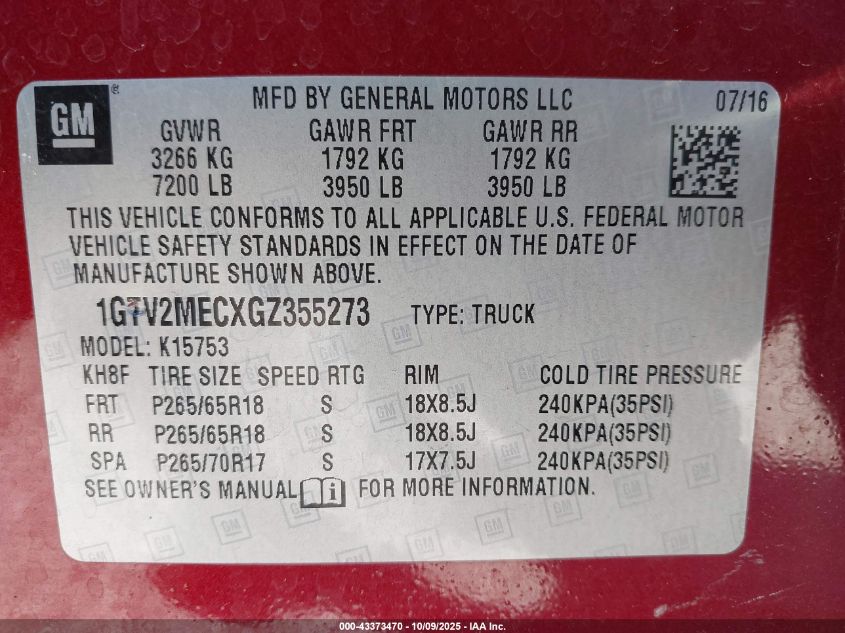 GM ® MFD BY GENERAL MOTORS LLC 07/16
GVWR GAWR FRT GAWR RR
3266 KG 1792 KG 1792 KG
7200 LB 3950 LB 3950 LB
THIS VEHICLE CONFORMS TO ALL APPLICABLE U.S. FEDERAL MOTOR
VEHICLE SAFETY STANDARDS IN EFFECT ON THE DATE OF
MANUFACTURE SHOWN ABOVE.
1GTV2MECXGZ355273 TYPE: TRUCK
MODEL: K15753
KH8F TIRE SIZE SPEED RTG RIM COLD TIRE PRESSURE
FRT P265/65R18 S 18X8.5J 240KPA(35PSI)
RR P265/65R18 S 18X8.5J 240KPA(35PSI)
SPA P265/70R17 S 17X7.5J 240KPA(35PSI)
SEE OWNER'S MANUAL i FOR MORE INFORMATION.
000-43373470 - 10/09/2025 - IAA Inc.